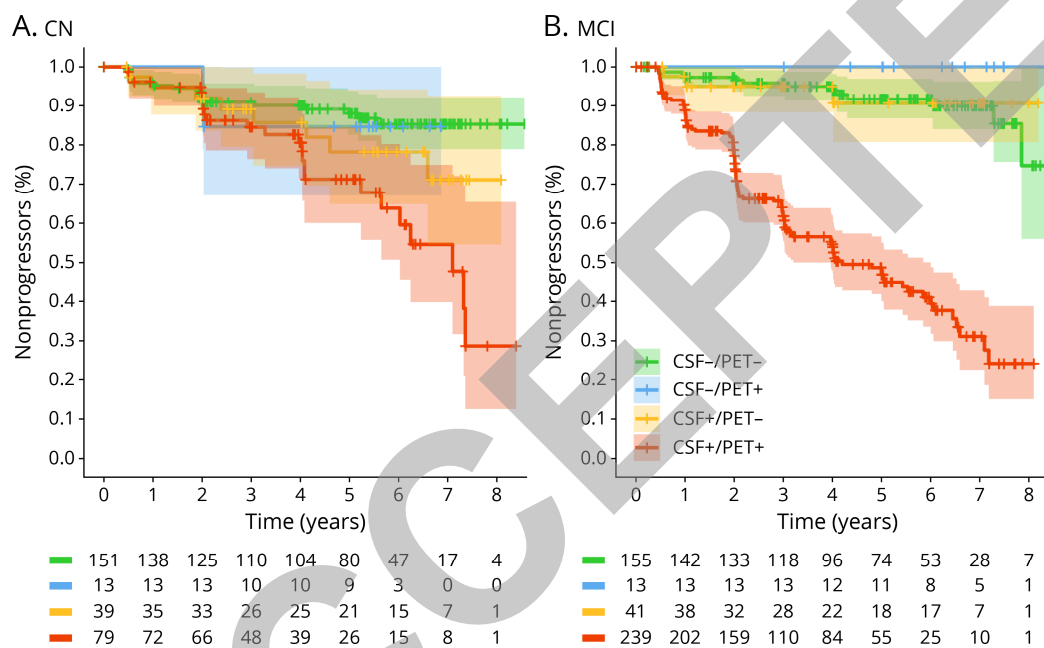 A. CN
1.0
0.9
0.8
0.7
0.6
0.5
0.4
0.3
0.2
0.1
0.0
Nonprogressors (%)
0 1 2 3 4 5 6 7 8
Time (years)
151 138 125 110 104 80 47 17 4
13 13 13 10 10 9 3 0 0
39 35 33 26 25 21 15 7 1
79 72 66 48 39 26 15 8 1
B. MCI
1.0
0.9
0.8
0.7
0.6
0.5
0.4
0.3
0.2
0.1
0.0
Nonprogressors (%)
CSF–/PET–
CSF–/PET+
CSF+/PET–
CSF+/PET+
0 1 2 3 4 5 6 7 8
Time (years)
155 142 133 118 96 74 53 28 7
13 13 13 13 12 11 8 5 1
41 38 32 28 22 18 17 7 1
239 202 159 110 84 55 25 10 1
CCEPTE